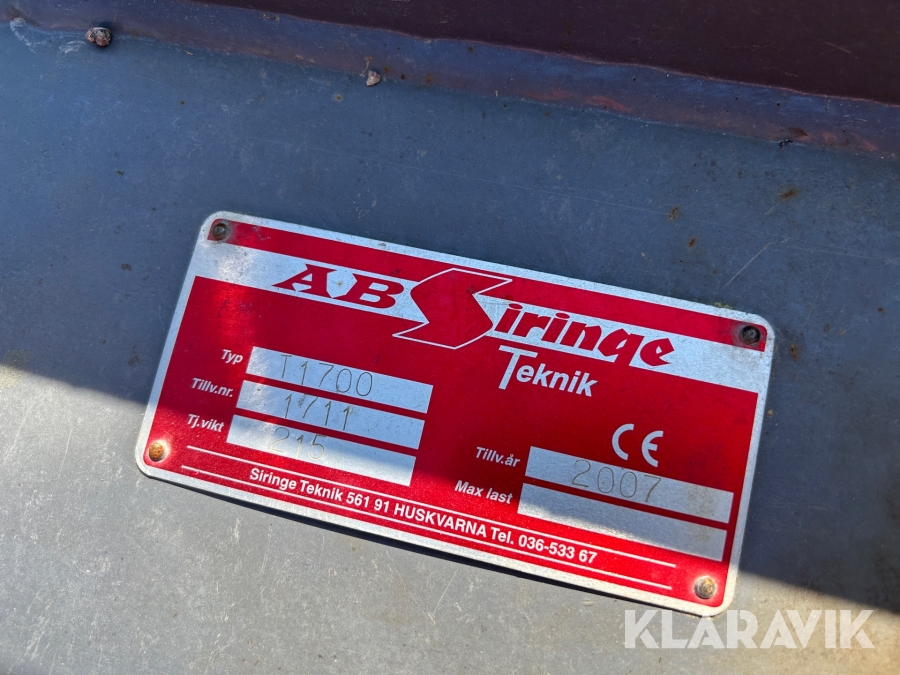 AB Siringe
Teknik
Typ T1700
Tillv.nr. 1711
Tj.vikt 215
CE
Tillv.år 2007
Max last
Siringe Teknik 561 91 HUSKVARNA Tel. 036-533 67
KLARAVIK